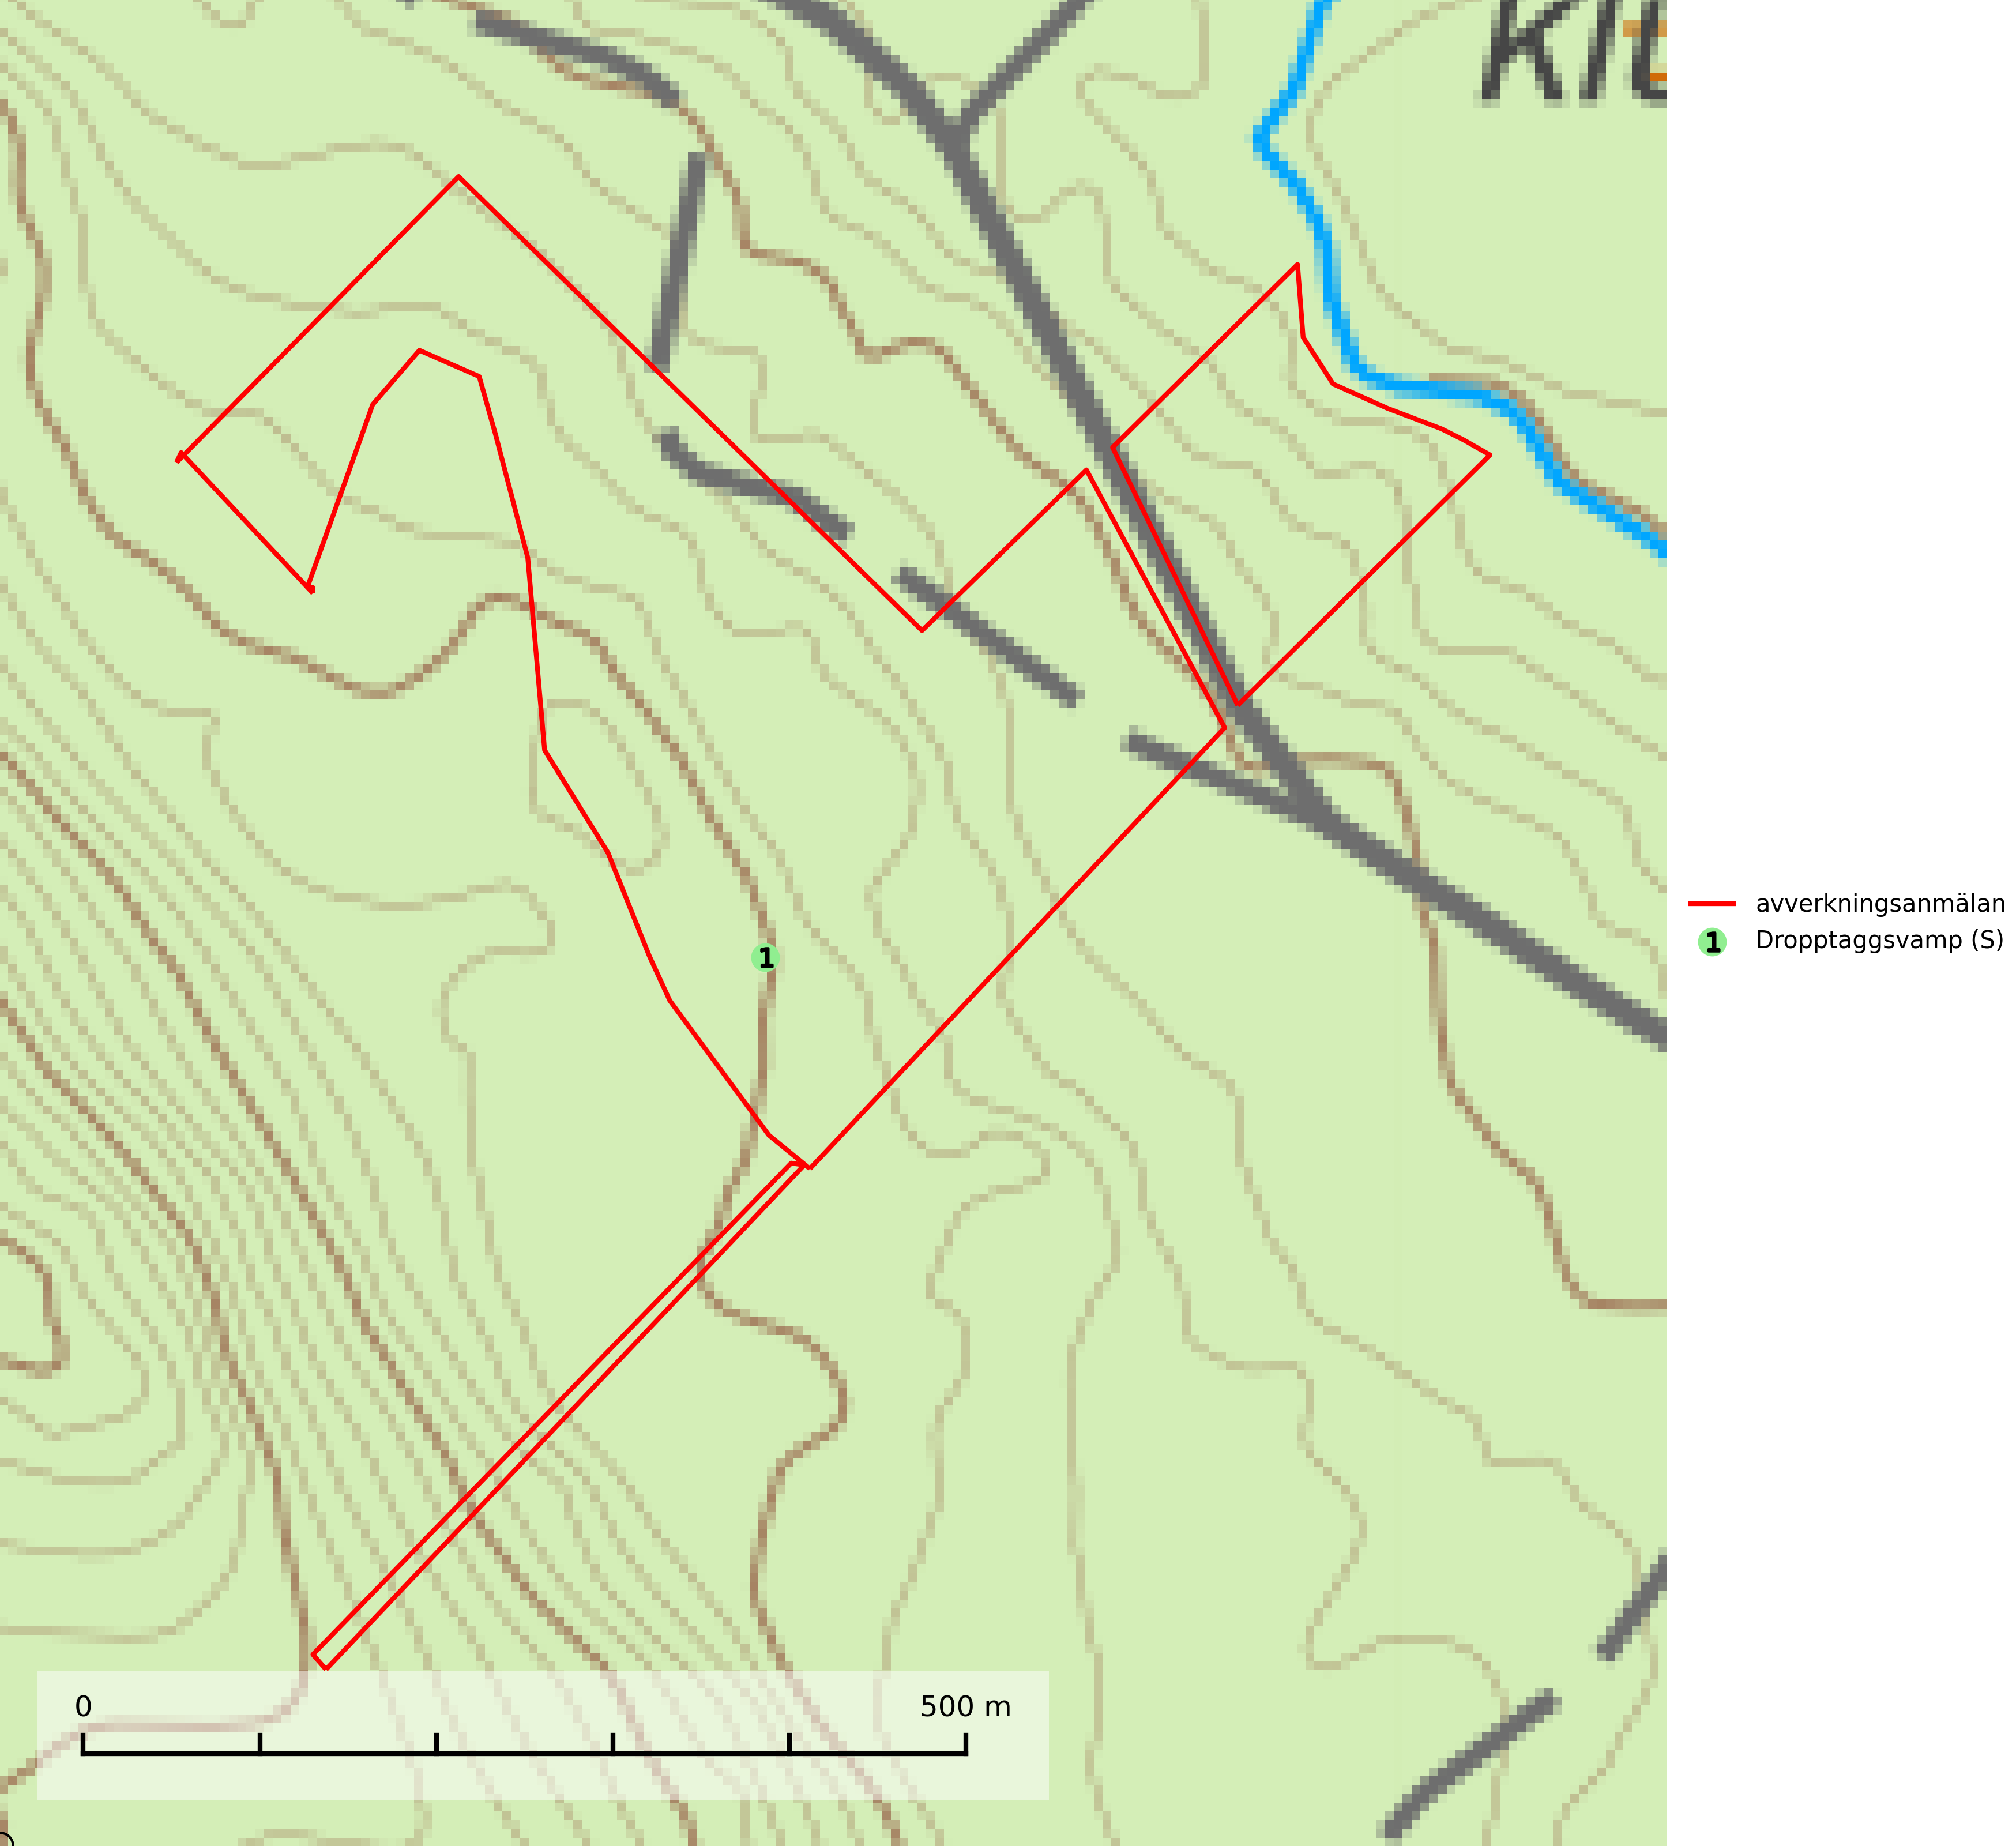 avverkningsanmälan
1
1 Dropptaggsvamp (S)
0 500 m